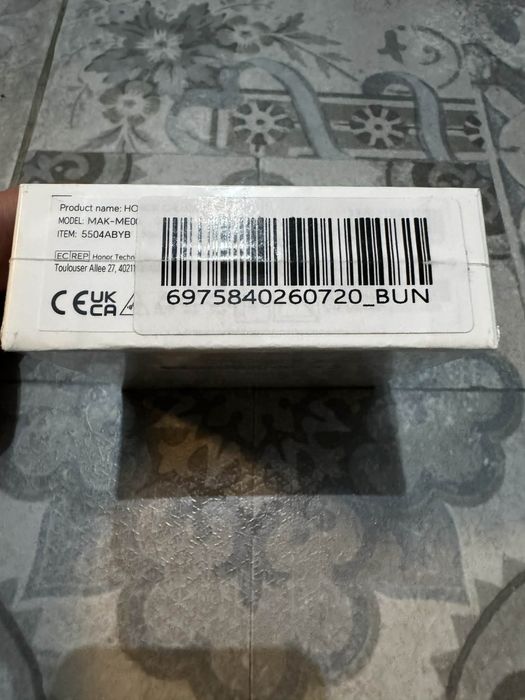 Product name: HO
MODEL: MAK-ME0
ITEM: 5504ABYB
EC REP Honor Techn
Toulouser Allee 27, 40211
CE UK CA
6975840260720_BUN